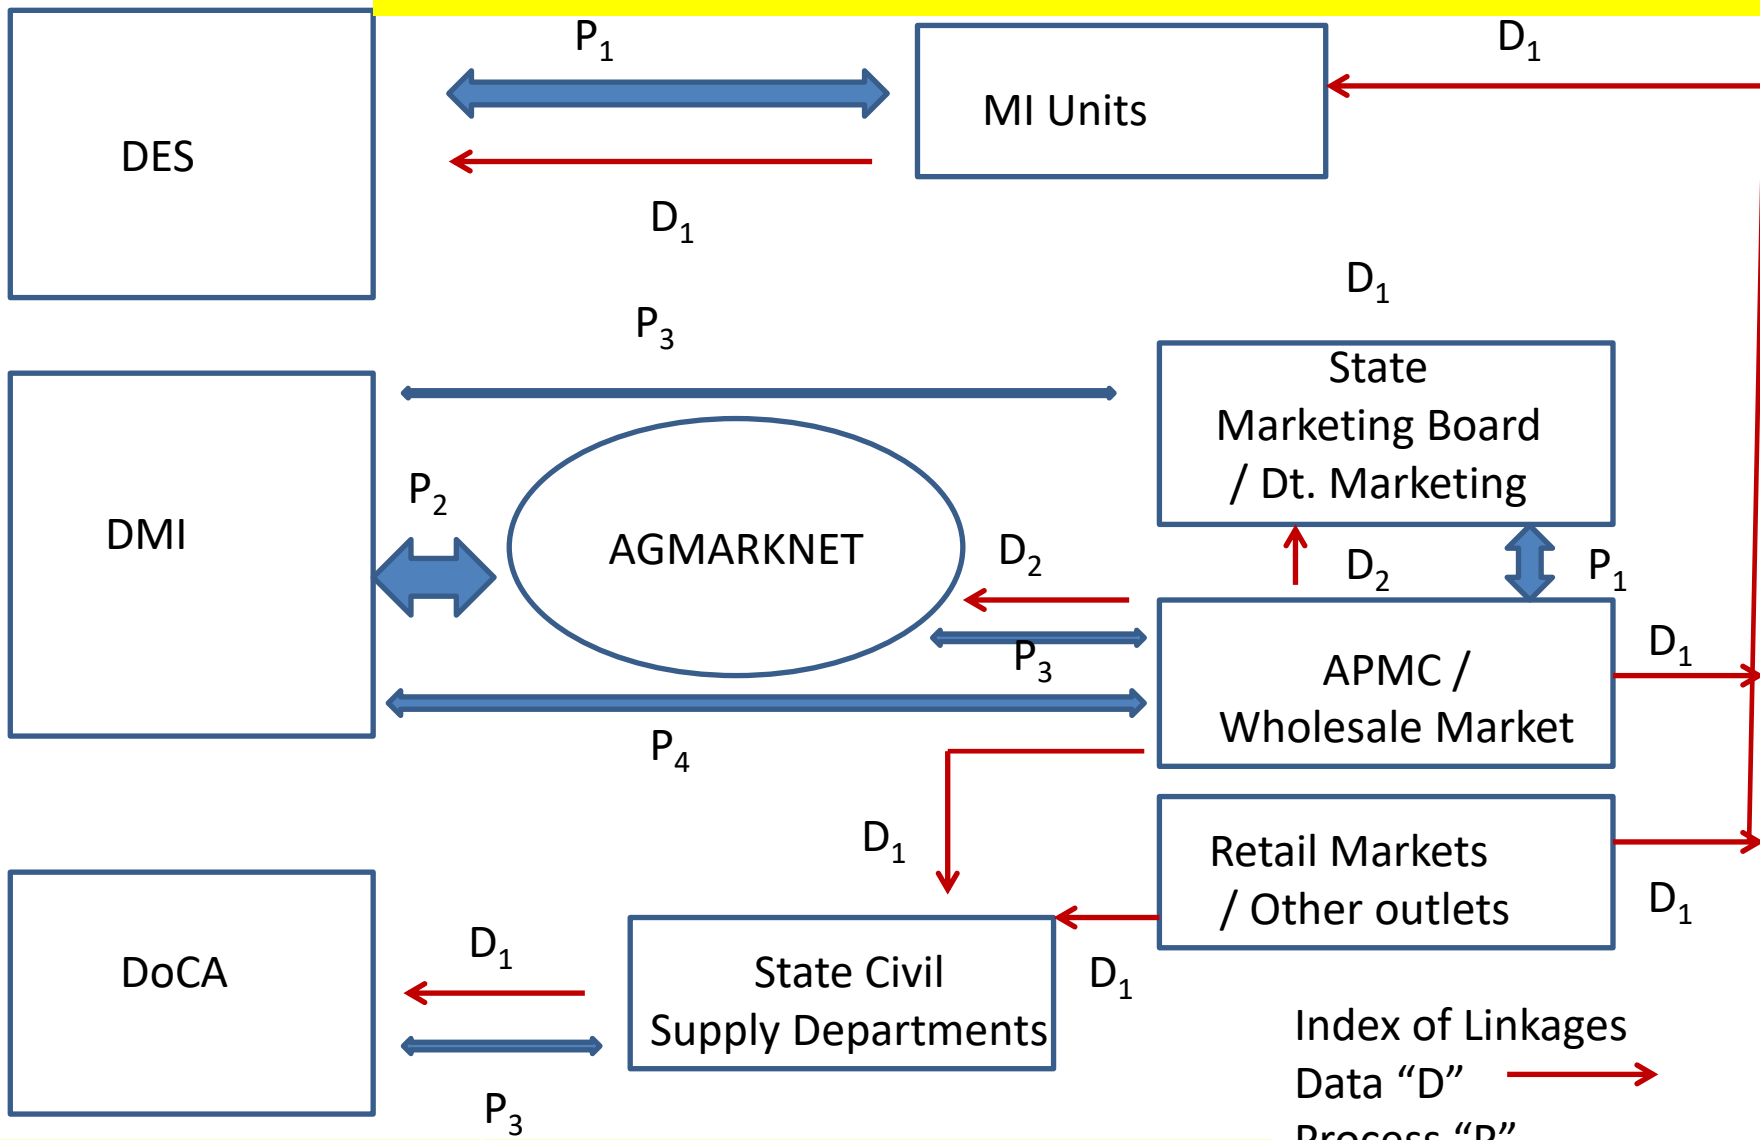 P1
D1
MI Units
DES
D1
D1
P3
State
Marketing Board
/ Dt. Marketing
P2
DMI
AGMARKNET
D2
D2
P1
P3
D1
APMC /
Wholesale Market
P4
D1
Retail Markets
/ Other outlets
D1
D1
DoCA
State Civil
Supply Departments
D1
P3
Index of Linkages
Data “D”
Process “P”